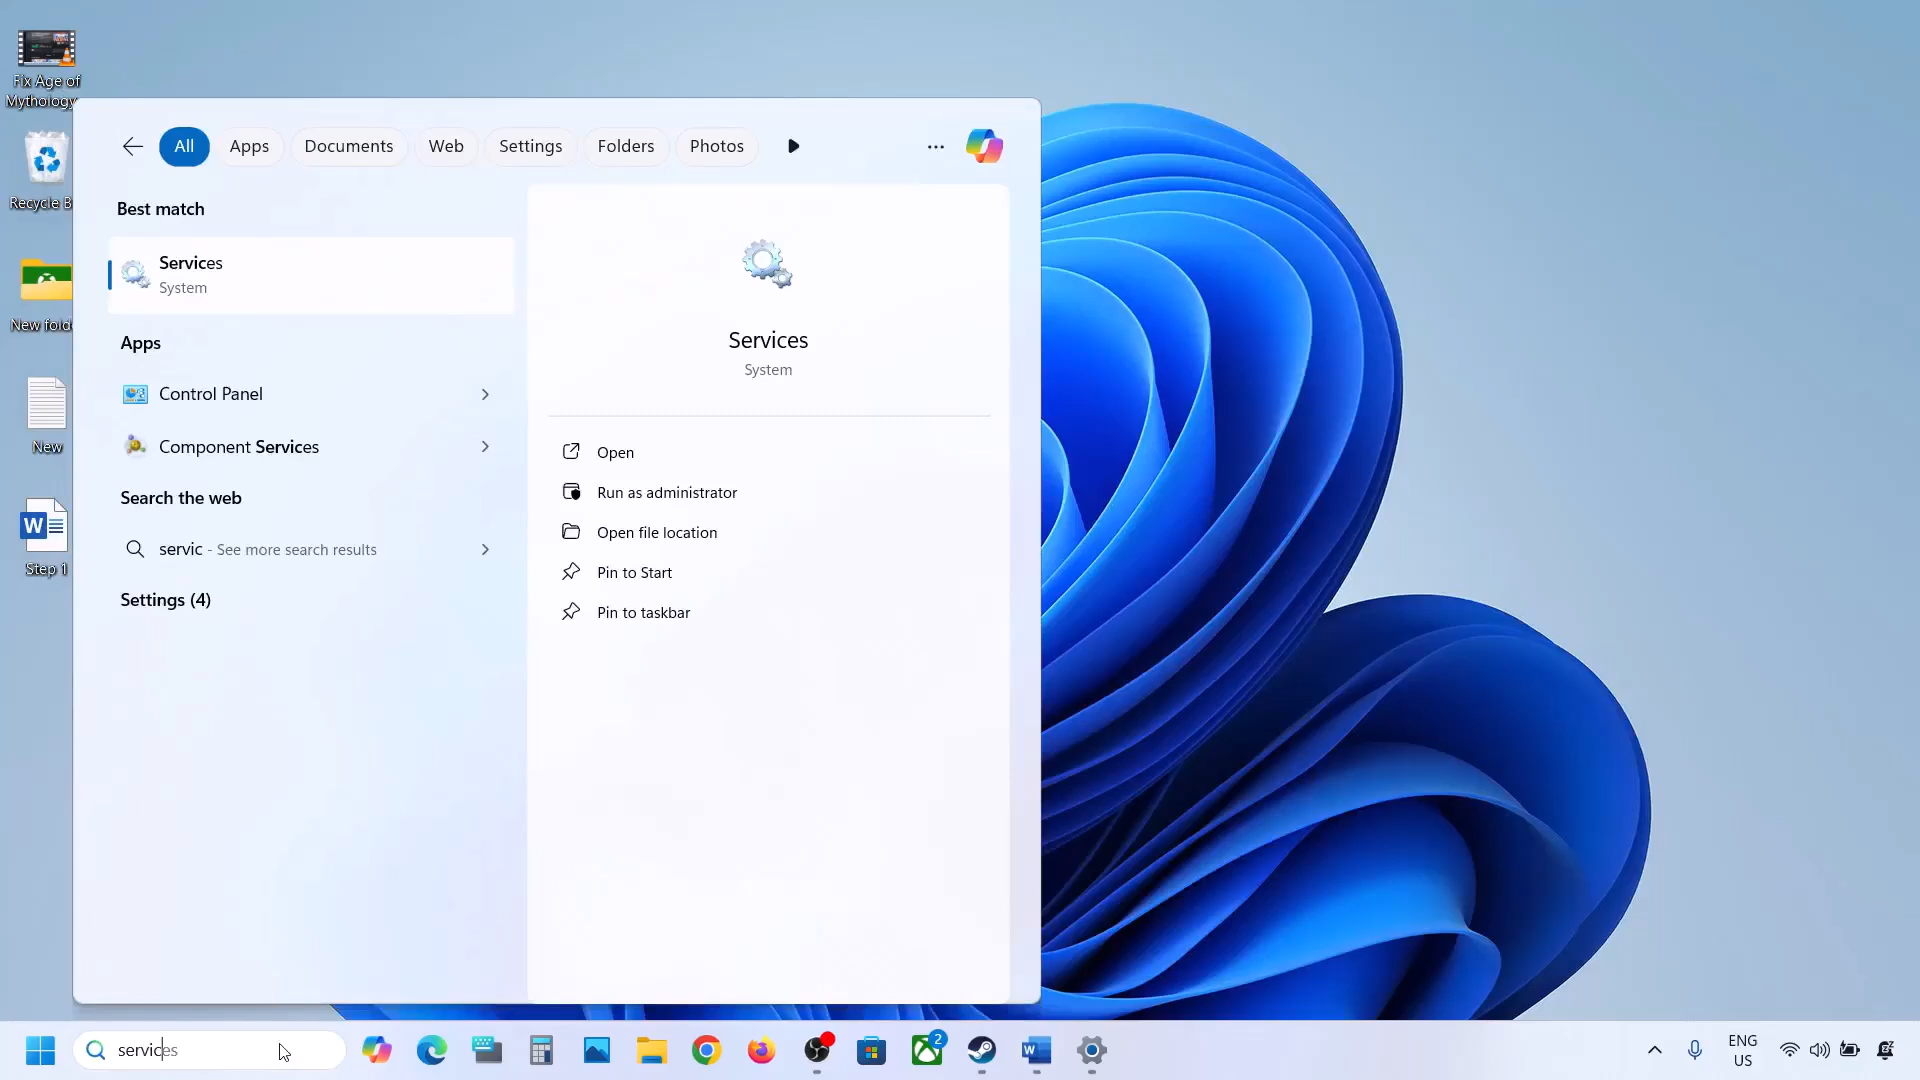 Fix Age of
Mythology
Recycle B
New fold
New
W
Step 1
All
Apps
Documents
Web
Settings
Folders
Photos
Best match
Services
System
Apps
Control Panel
Component Services
Search the web
servic - See more search results
Settings (4)
Services
System
Open
Run as administrator
Open file location
Pin to Start
Pin to taskbar
services
2
W
ENG
US